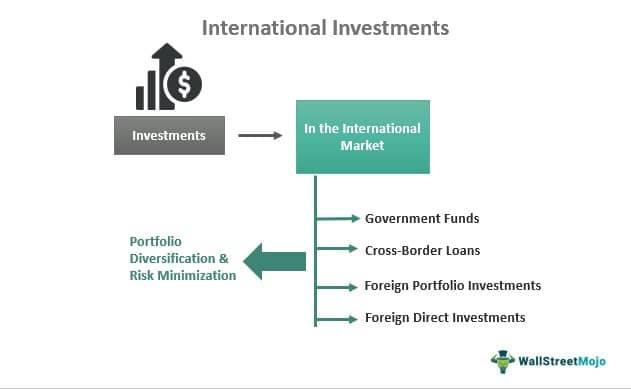 International Investments
$
Investments
In the International
Market
Government Funds
Portfolio
Diversification &
Risk Minimization
Cross-Border Loans
Foreign Portfolio Investments
Foreign Direct Investments
WallStreetMojo